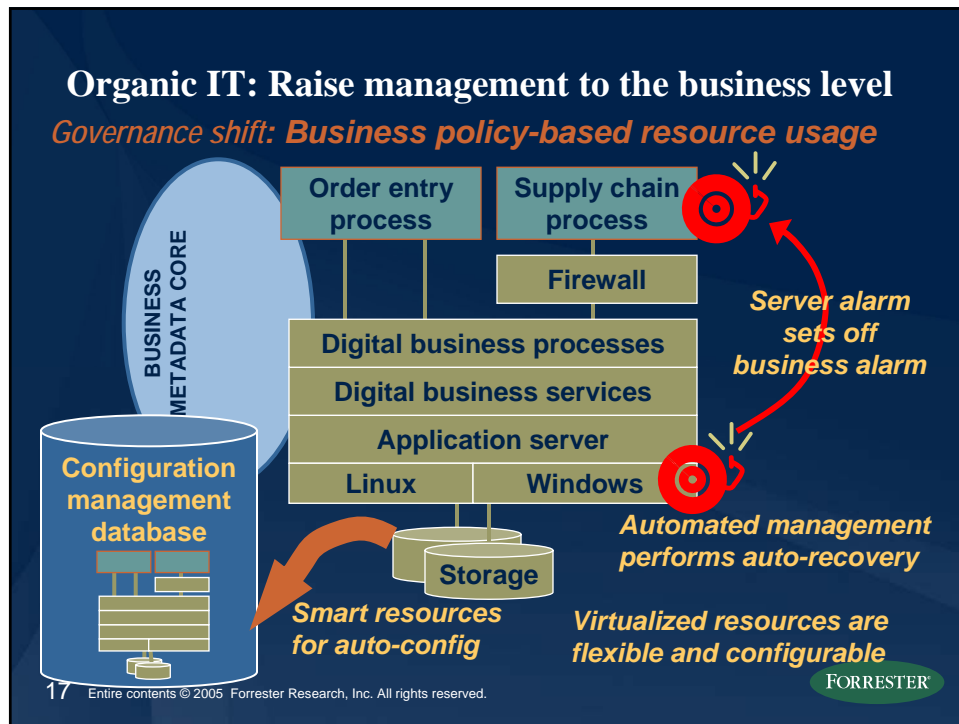 Organic IT: Raise management to the business level
Governance shift: Business policy-based resource usage
BUSINESS
METADATA CORE
Order entry
process
Supply chain
process
Firewall
Digital business processes
Digital business services
Application server
Linux
Windows
Storage
Server alarm
sets off
business alarm
Configuration
management
database
Smart resources
for auto-config
Automated management
performs auto-recovery
Virtualized resources are
flexible and configurable
17 Entire contents © 2005 Forrester Research, Inc. All rights reserved.
FORRESTER®